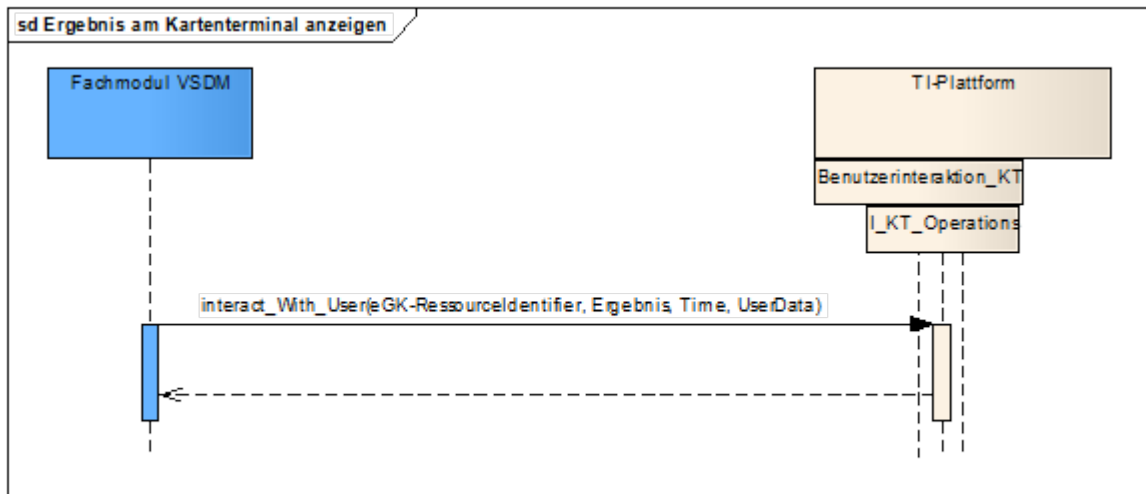 sd Ergebnis am Kartenterminal anzeigen
Fachmodul VSDM
TI-Plattform
Benutzerinteraktion_KT
I_KT_Operations
interact_With_User(eGK-RessourceIdentifier, Ergebnis, Time, UserData)